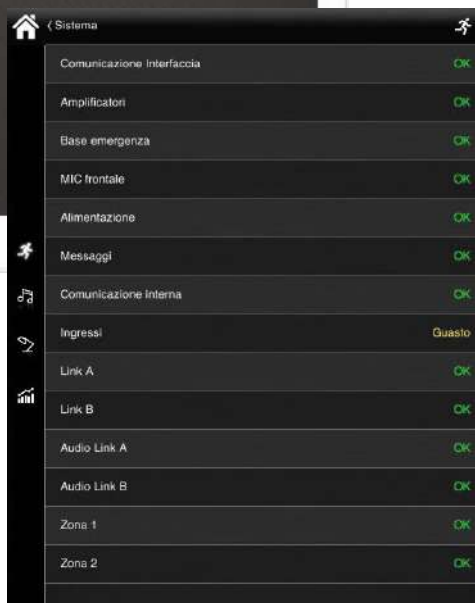 Sistema
Comunicazione Interfaccia OK
Amplificatori OK
Base emergenza OK
MIC frontale OK
Alimentazione OK
Messaggi OK
Comunicazione interna OK
Ingressi Guasto
Link A OK
Link B OK
Audio Link A OK
Audio Link B OK
Zona 1 OK
Zona 2 OK